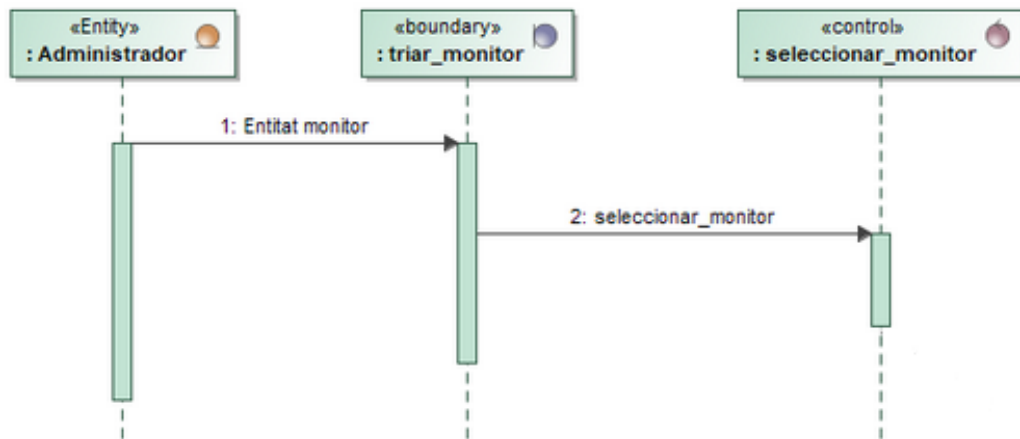 «Entity»
: Administrador
«boundary»
: triar_monitor
«control»
: seleccionar_monitor
1: Entitat monitor
2: seleccionar_monitor